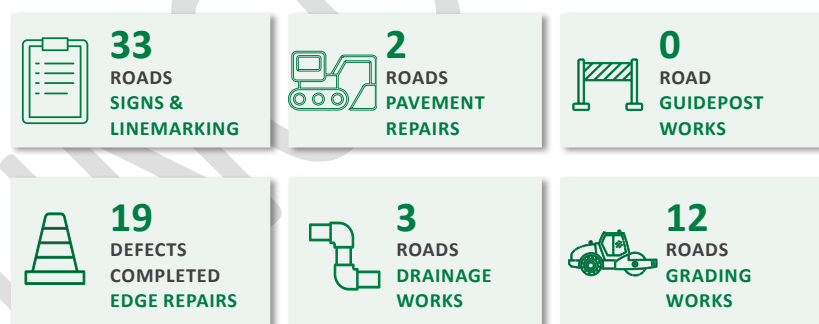 33
ROADS
SIGNS &
LINEMARKING
2
ROADS
PAVEMENT
REPAIRS
0
ROAD
GUIDEPOST
WORKS
19
DEFECTS
COMPLETED
EDGE REPAIRS
3
ROADS
DRAINAGE
WORKS
12
ROADS
GRADING
WORKS